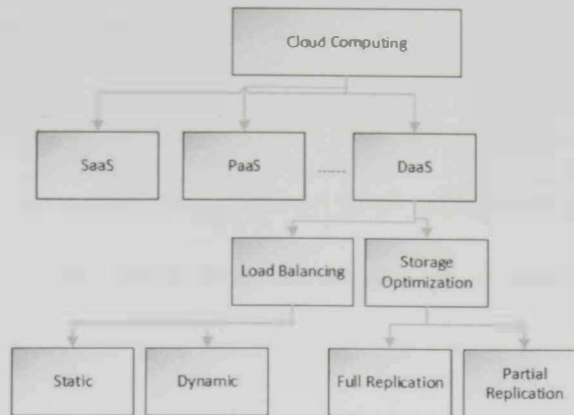 Cloud Computing
SaaS
PaaS
......
DaaS
Load Balancing
Storage
Optimization
Static
Dynamic
Full Replication
Partial
Replication